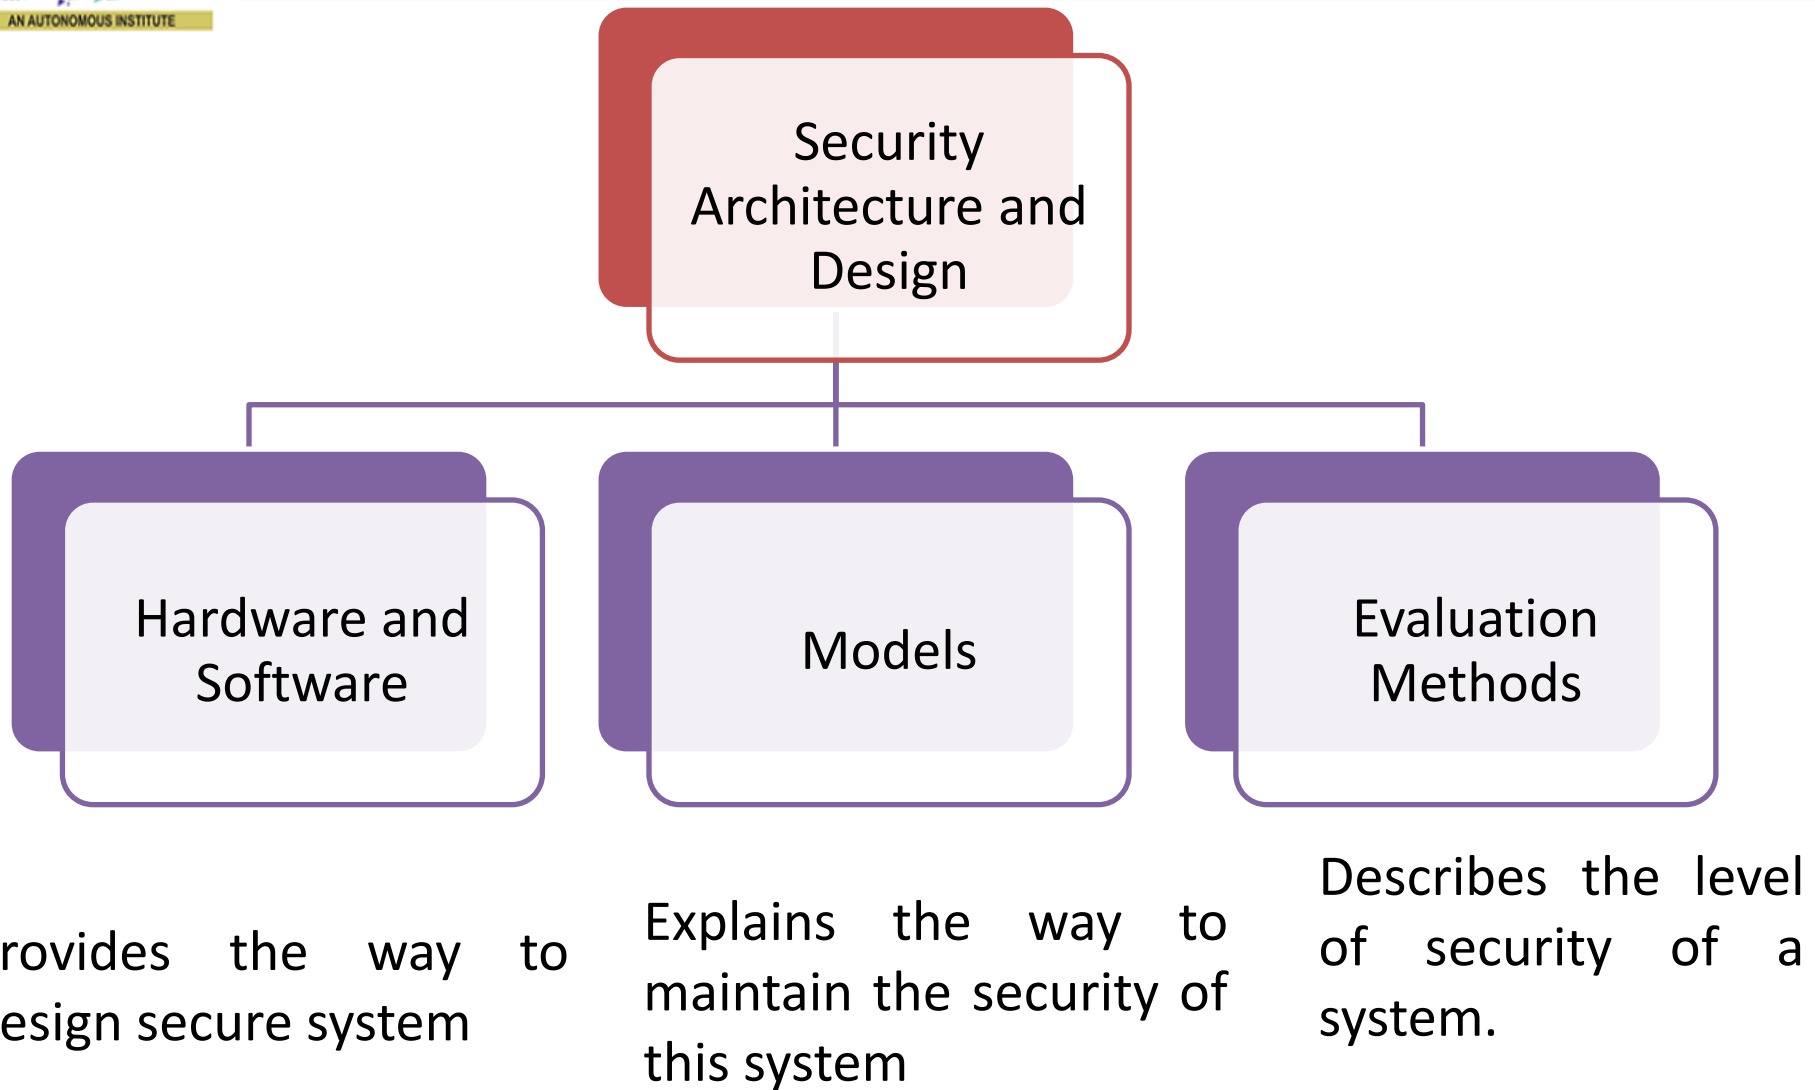 AN AUTONOMOUS INSTITUTE
Security
Architecture and
Design
Hardware and
Software
Models
Evaluation
Methods
rovides the way to
esign secure system
Explains the way to
maintain the security of
this system
Describes the level
of security of a
system.